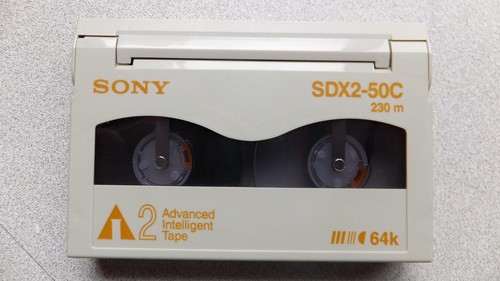 SONY
SDX2-50C
230 m
2
Advanced
Intelligent
Tape
64k